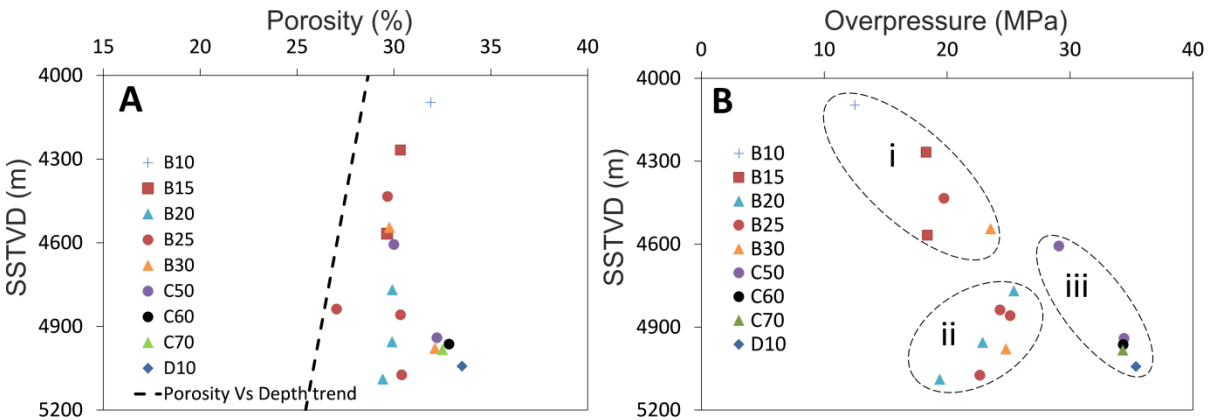 Porosity (%)
15 20 25 30 35 40
SSTVD (m)
4000
4300
4600
4900
5200
A
B10
B15
B20
B25
B30
C50
C60
C70
D10
Porosity Vs Depth trend
Overpressure (MPa)
0 10 20 30 40
SSTVD (m)
4000
4300
4600
4900
5200
B
B10
B15
B20
B25
B30
C50
C60
C70
D10
i
ii
iii